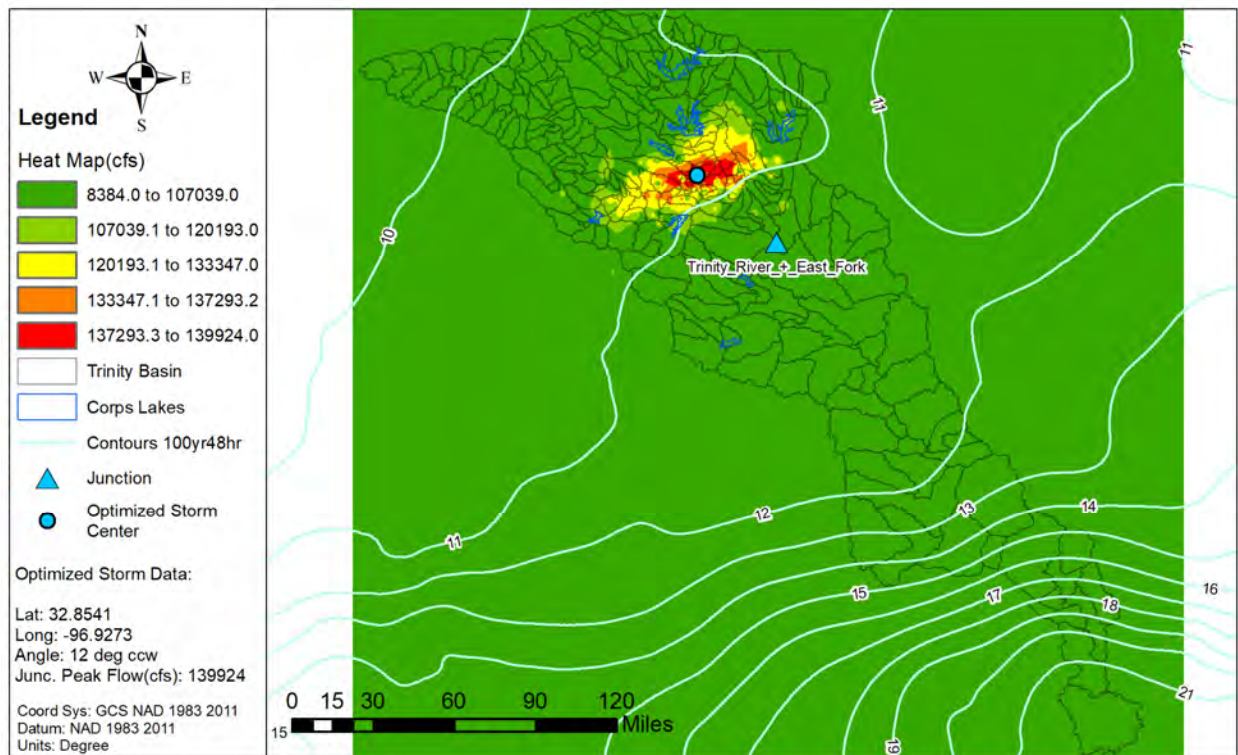 N
W
E
S
Legend
Heat Map(cfs)
8384.0 to 107039.0
107039.1 to 120193.0
120193.1 to 133347.0
133347.1 to 137293.2
137293.3 to 139924.0
Trinity Basin
Corps Lakes
Contours 100yr48hr
Junction
Optimized Storm
Center
Optimized Storm Data:
Lat: 32.8541
Long: -96.9273
Angle: 12 deg ccw
Junc. Peak Flow(cfs): 139924
Coord Sys: GCS NAD 1983 2011
Datum: NAD 1983 2011
Units: Degree
11
11
10
Trinity_River_+_East_Fork
12
13
14
11
15
16
17
18
21
19
0 15 30 60 90 120
Miles
15